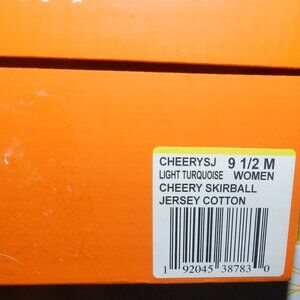 CHEERYSJ 9 1/2 M
LIGHT TURQUOISE WOMEN
CHEERY SKIRBALL
JERSEY COTTON
1 92045 38783 0